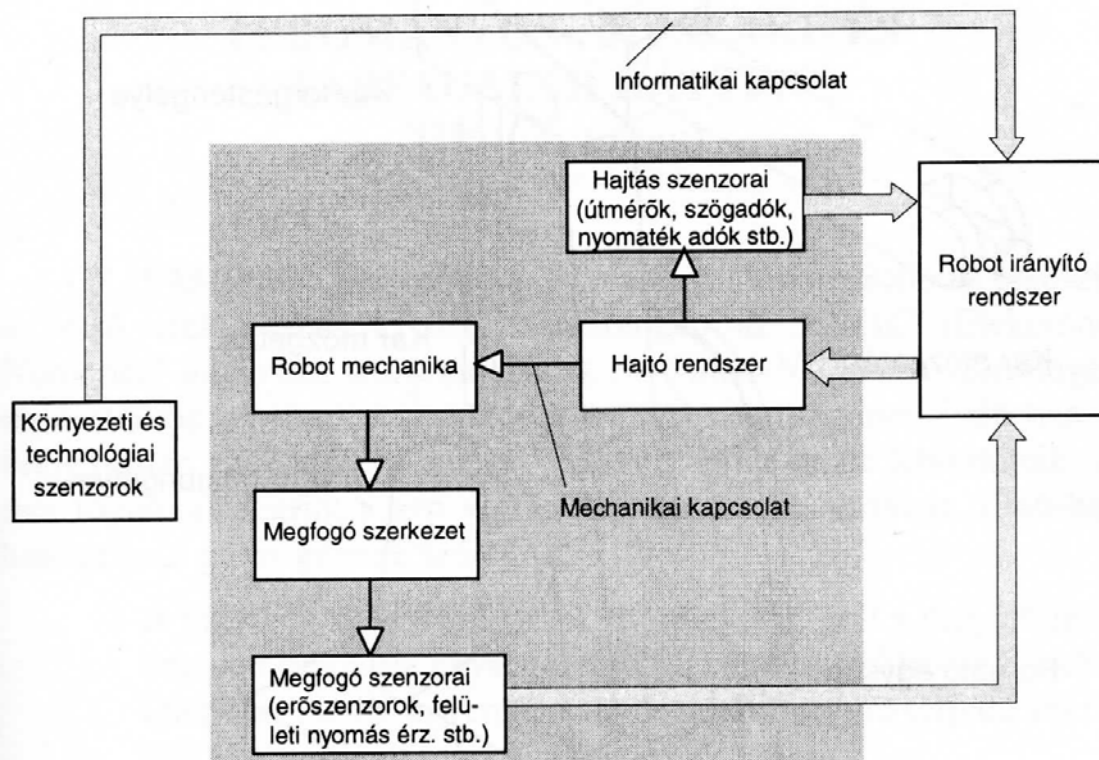 Informatikai kapcsolat
Hajtás szenzorai
(útmérők, szögadók,
nyomaték adók stb.)
Robot irányító
rendszer
Robot mechanika
Hajtó rendszer
Környezeti és
technológiai
szenzorok
Megfogó szerkezet
Mechanikai kapcsolat
Megfogó szenzorai
(erőszenzorok, felü-
leti nyomás érz. stb.)